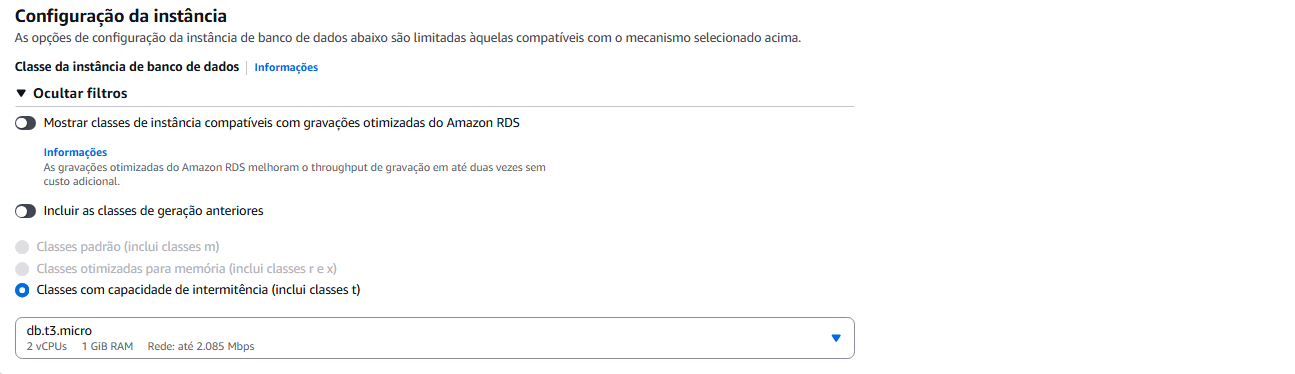 Configuração da instância
As opções de configuração da instância de banco de dados abaixo são limitadas àquelas compatíveis com o mecanismo selecionado acima.
Classe da instância de banco de dados Informações
Ocultar filtros
Mostrar classes de instância compatíveis com gravações otimizadas do Amazon RDS
Informações
As gravações otimizadas do Amazon RDS melhoram o throughput de gravação em até duas vezes sem
custo adicional.
Incluir as classes de geração anteriores
Classes padrão (inclui classes m)
Classes otimizadas para memória (inclui classes r e x)
Classes com capacidade de intermitência (inclui classes t)
db.t3.micro
2 vCPUs 1 GiB RAM Rede: até 2.085 Mbps